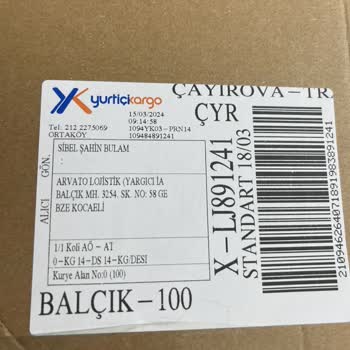 yurtiçikargo
ÇAYIROVA-TR
15/03/2024
ÇYR
09:14:58
Tel: 212 2275069
1094YK03-PRN14
ORTAKÖY
109484891241
GÖN.
SİBEL ŞAHİN BULAM
:
ALICI
ARVATO LOJİSTİK (YARGICI İA
BALÇIK MH. 3254. SK. NO: 58 GE
BZE KOCAELİ
1/1 Koli AÖ - AT
0-KG 14-DS 14-KG/DESI
Kurye Alan No:0 (100)
BALÇIK-100
X-LJ891241
STANDART 18/03